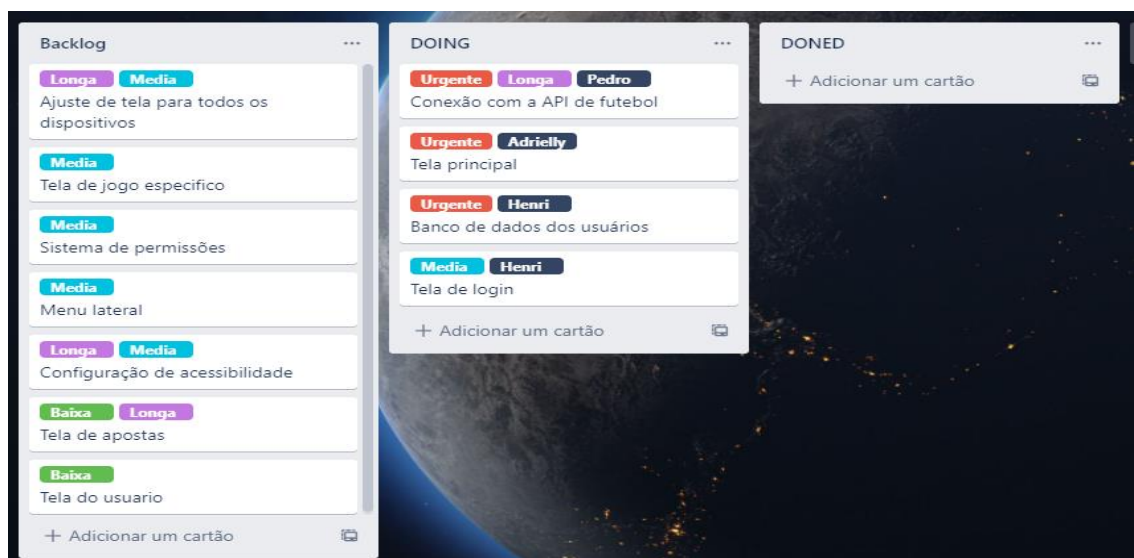 Backlog
Longa Media
Ajuste de tela para todos os
dispositivos
Media
Tela de jogo especifico
Media
Sistema de permissões
Media
Menu lateral
Longa Media
Configuração de acessibilidade
Baixa Longa
Tela de apostas
Baixa
Tela do usuario
+ Adicionar um cartão
DOING
Urgente Longa Pedro
Conexão com a API de futebol
Urgente Adrielly
Tela principal
Urgente Henri
Banco de dados dos usuários
Media Henri
Tela de login
+ Adicionar um cartão
DONED
+ Adicionar um cartão